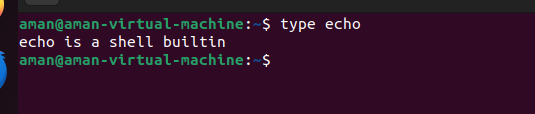 aman@aman-virtual-machine:~$ type echo
echo is a shell builtin
aman@aman-virtual-machine:~$